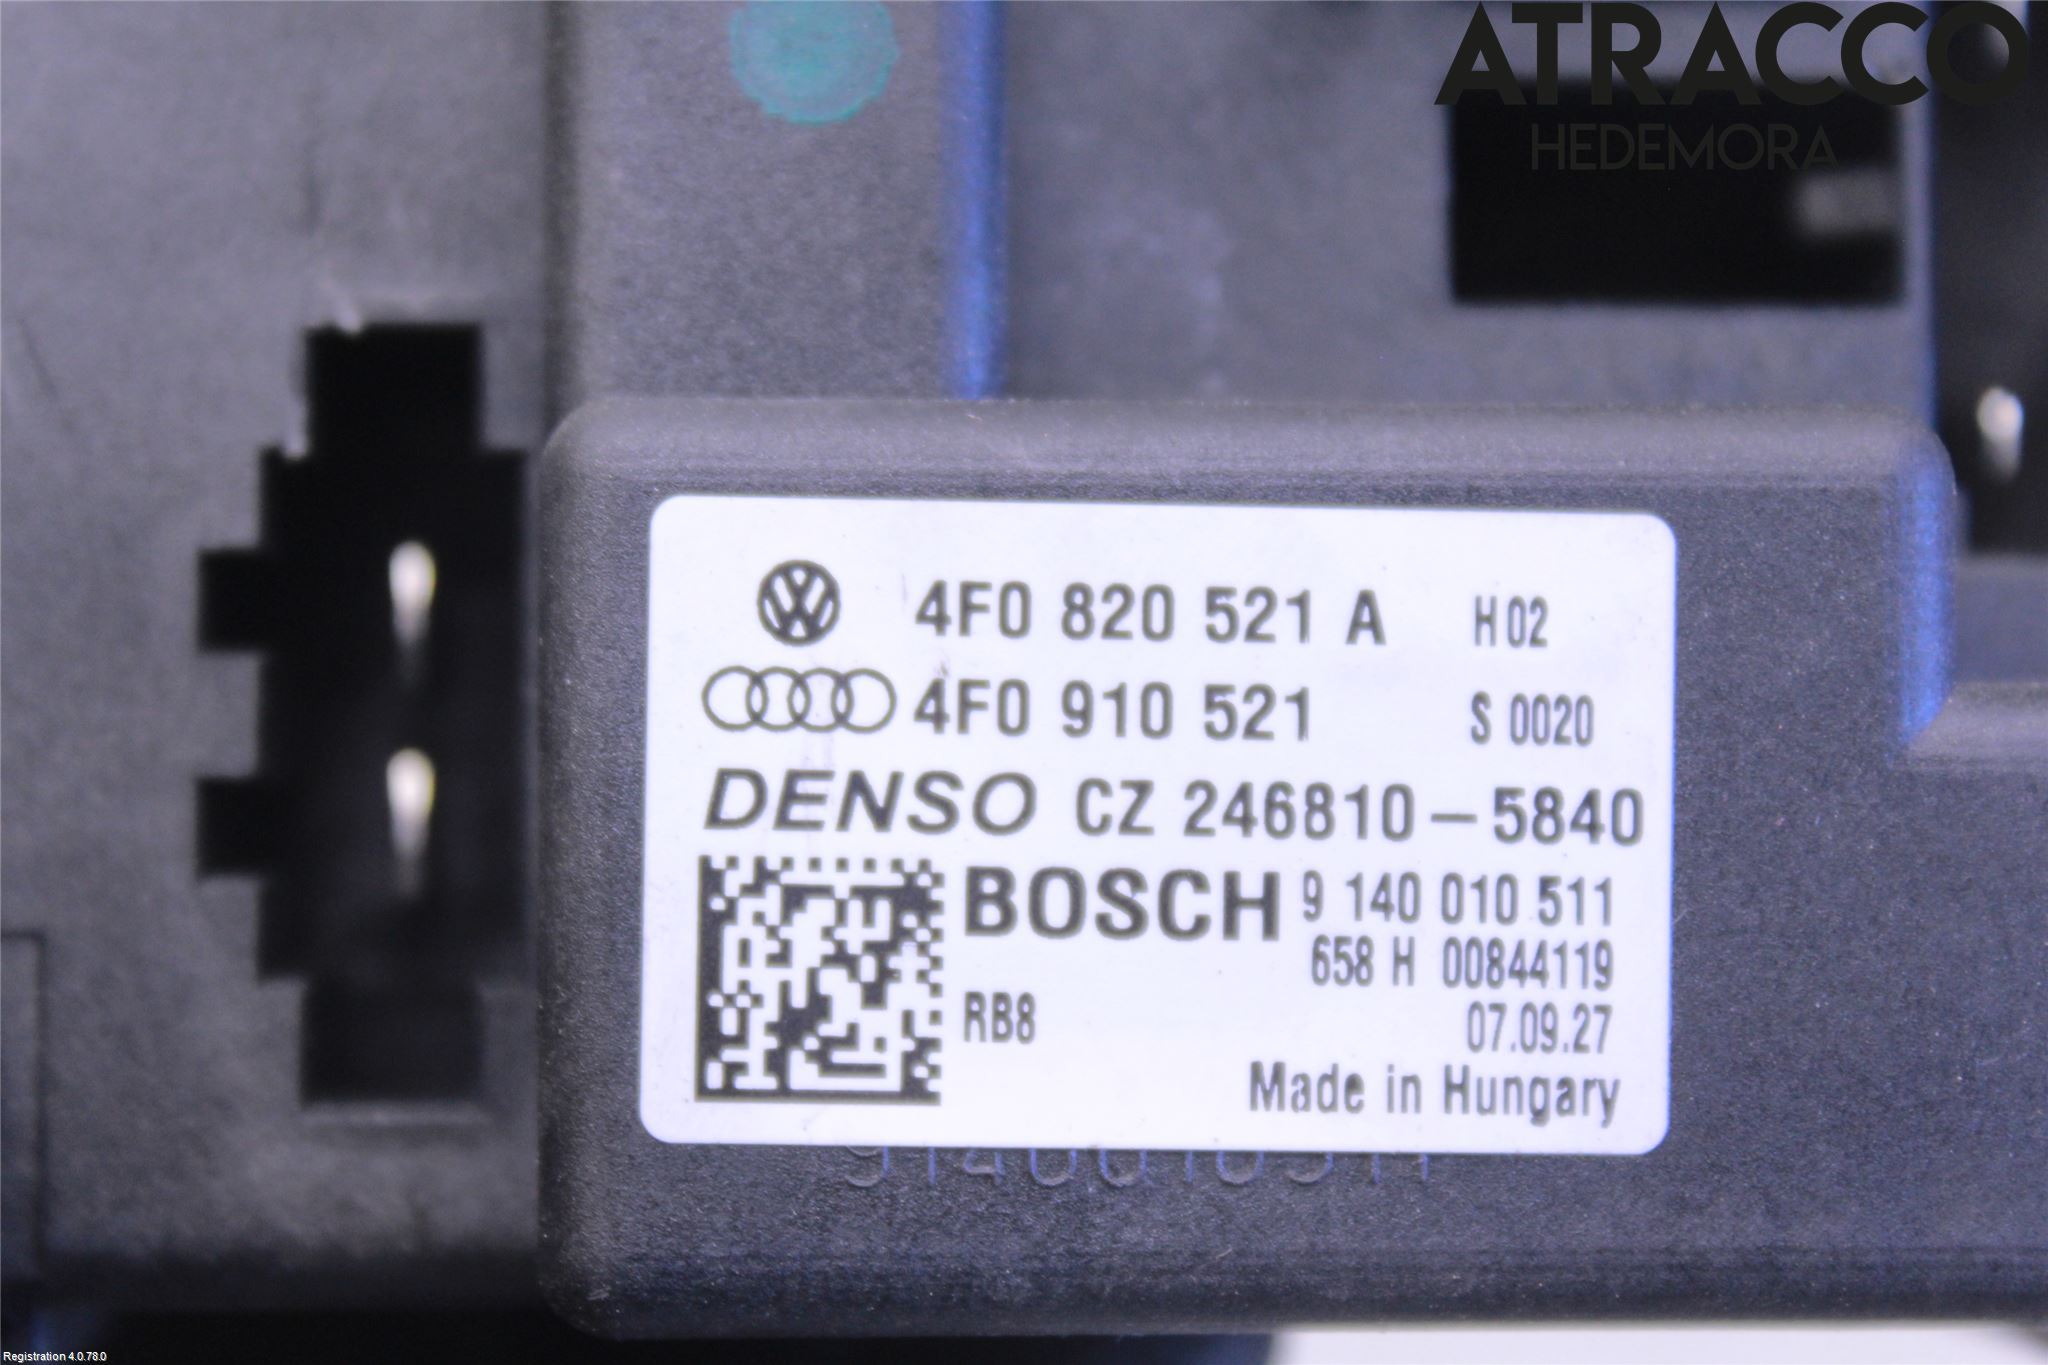 ATRACCO
HEDEMORA
4F0 820 521 A H02
4F0 910 521 S 0020
DENSO CZ 246810-5840
BOSCH 9 140 010 511
658 H 00844119
RB8 07.09.27
Made in Hungary
9140010511
Registration 4.0.78.0